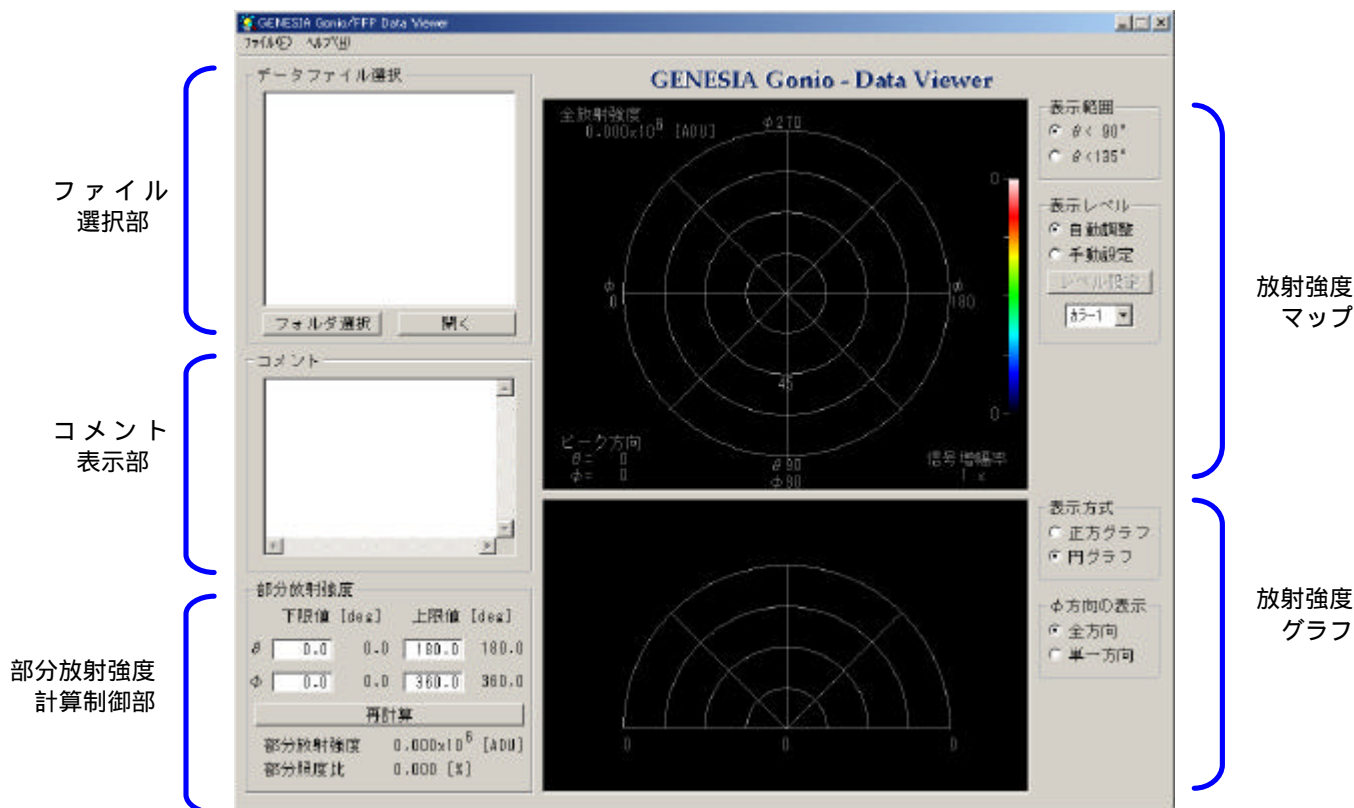 GENESIA Gonio/FFP Data Viewer
ファイル(F) ヘルプ(H)
データファイル選択
フォルダ選択 開く
コメント
部分放射強度
下限値 [deg] 上限値 [deg]
θ 0.0 0.0 180.0 180.0
φ 0.0 0.0 360.0 360.0
再計算
部分放射強度 0.000x10⁶ [ADU]
部分照度比 0.000 [%]
GENESIA Gonio - Data Viewer
全放射強度
0.000x10⁶ [ADU]
φ270
φ
0
φ
180
45
θ90
φ90
0
0
ピーク方向
θ= 0
φ= 0
信号増幅率
1 x
0 0 0
表示範囲
θ< 90°
θ<135°
表示レベル
自動調整
手動設定
レベル設定
カラー1
表示方式
正方グラフ
円グラフ
φ方向の表示
全方向
単一方向
ファイル
選択部
コメント
表示部
部分放射強度
計算制御部
放射強度
マップ
放射強度
グラフ